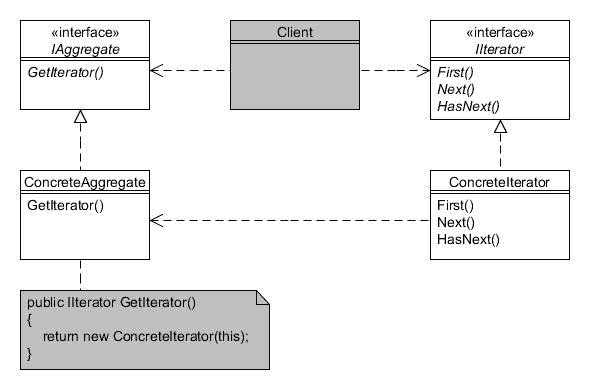 «interface»
IAggregate
GetIterator()
Client
«interface»
IIterator
First()
Next()
HasNext()
ConcreteAggregate
GetIterator()
ConcreteIterator
First()
Next()
HasNext()
public IIterator GetIterator()
{
return new ConcreteIterator(this);
}